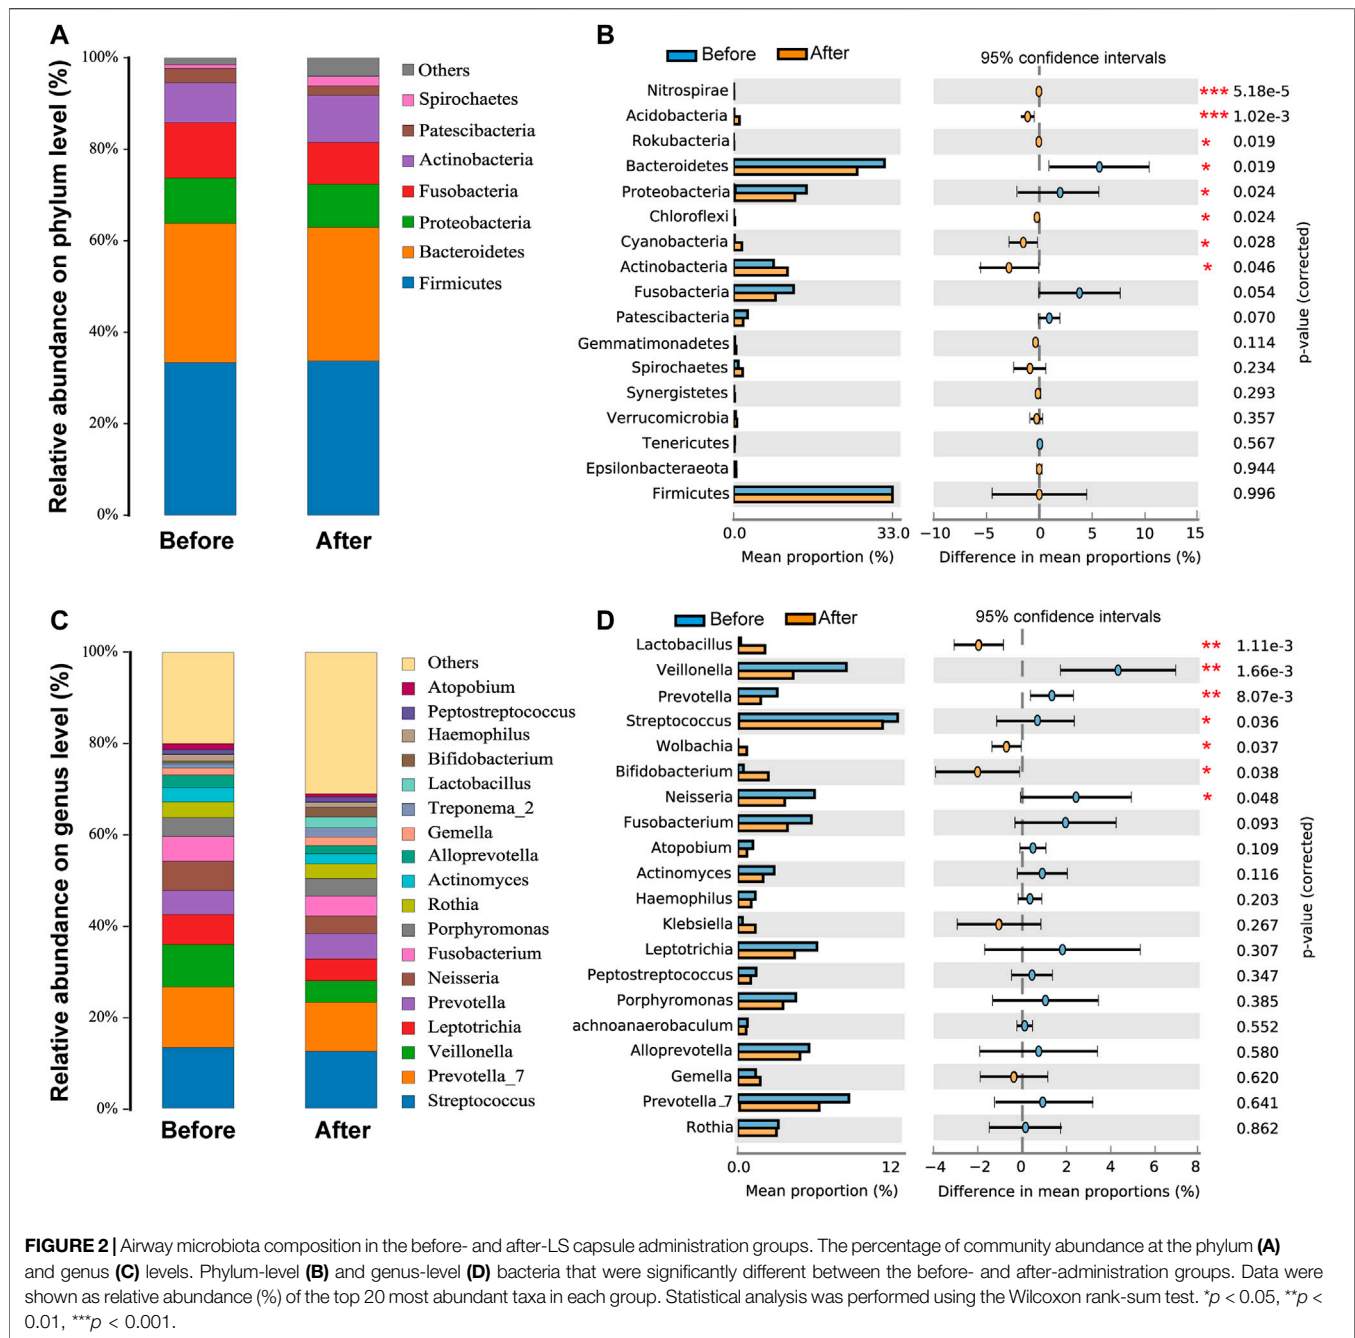 A
Relative abundance on phylum level (%)
100%
80%
60%
40%
20%
0%
Before
After
Others
Spirochaetes
Patescibacteria
Actinobacteria
Fusobacteria
Proteobacteria
Bacteroidetes
Firmicutes
B
Before After
95% confidence intervals
Nitrospirae *** 5.18e-5
Acidobacteria *** 1.02e-3
Rokubacteria * 0.019
Bacteroidetes * 0.019
Proteobacteria * 0.024
Chloroflexi * 0.024
Cyanobacteria * 0.028
Actinobacteria * 0.046
Fusobacteria 0.054
Patescibacteria 0.070
Gemmatimonadetes 0.114
Spirochaetes 0.234
Synergistetes 0.293
Verrucomicrobia 0.357
Tenericutes 0.567
Epsilonbacteraeota 0.944
Firmicutes 0.996
p-value (corrected)
0.0 33.0 −10 −5 0 5 10 15
Mean proportion (%) Difference in mean proportions (%)
C
Relative abundance on genus level (%)
100%
80%
60%
40%
20%
0%
Before
After
Others
Atopobium
Peptostreptococcus
Haemophilus
Bifidobacterium
Lactobacillus
Treponema_2
Gemella
Alloprevotella
Actinomyces
Rothia
Porphyromonas
Fusobacterium
Neisseria
Prevotella
Leptotrichia
Veillonella
Prevotella_7
Streptococcus
D
Before After
95% confidence intervals
Lactobacillus ** 1.11e-3
Veillonella ** 1.66e-3
Prevotella ** 8.07e-3
Streptococcus * 0.036
Wolbachia * 0.037
Bifidobacterium * 0.038
Neisseria * 0.048
Fusobacterium 0.093
Atopobium 0.109
Actinomyces 0.116
Haemophilus 0.203
Klebsiella 0.267
Leptotrichia 0.307
Peptostreptococcus 0.347
Porphyromonas 0.385
achnoanaerobaculum 0.552
Alloprevotella 0.580
Gemella 0.620
Prevotella_7 0.641
Rothia 0.862
p-value (corrected)
0.0 12 −4 −2 0 2 4 6 8
Mean proportion (%) Difference in mean proportions (%)
FIGURE 2 | Airway microbiota composition in the before- and after-LS capsule administration groups. The percentage of community abundance at the phylum (A)
and genus (C) levels. Phylum-level (B) and genus-level (D) bacteria that were significantly different between the before- and after-administration groups. Data were
shown as relative abundance (%) of the top 20 most abundant taxa in each group. Statistical analysis was performed using the Wilcoxon rank-sum test. *p < 0.05, **p <
0.01, ***p < 0.001.